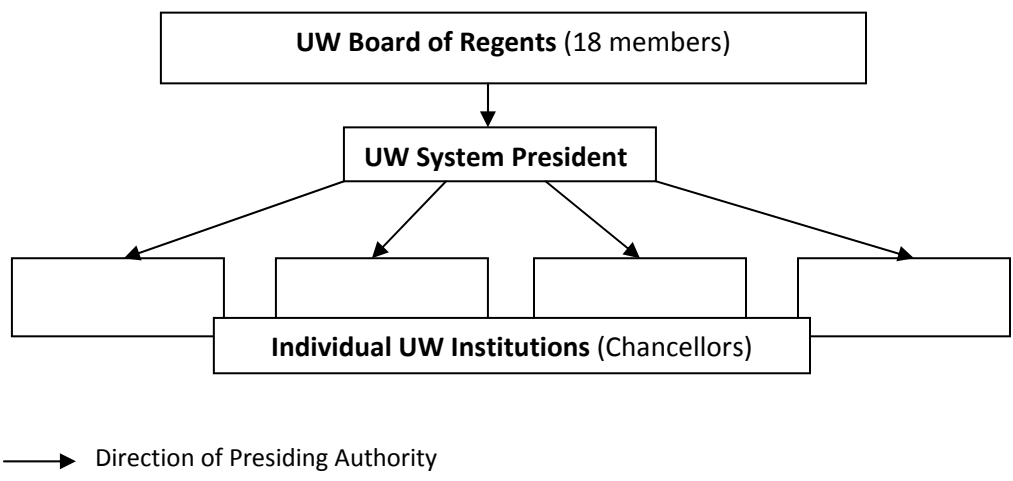 UW Board of Regents (18 members)
UW System President
Individual UW Institutions (Chancellors)
Direction of Presiding Authority